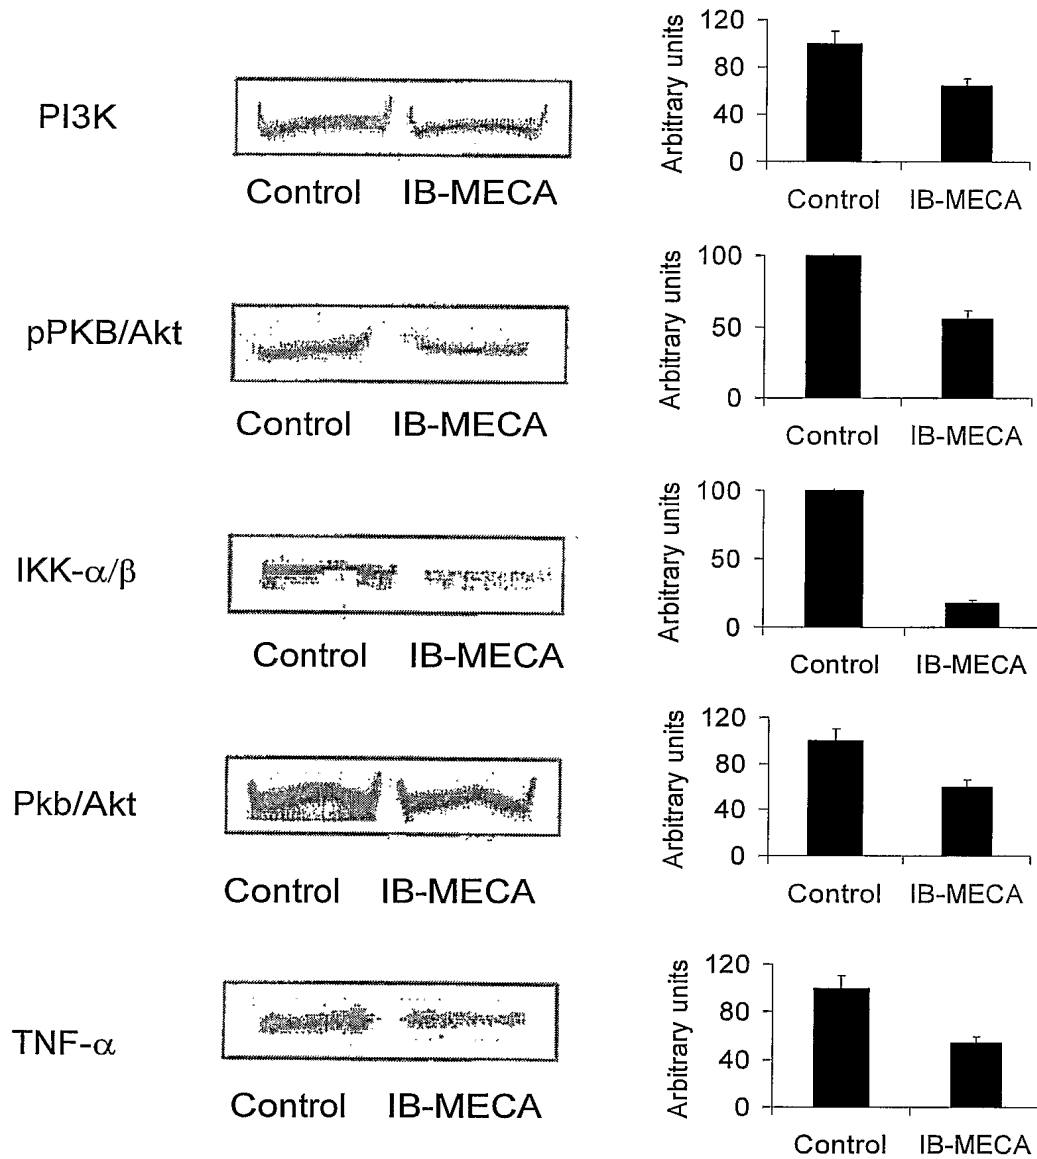 PI3K
Control IB-MECA
Arbitrary units
120
80
40
0
Control IB-MECA
pPKB/Akt
Control IB-MECA
Arbitrary units
100
50
0
Control IB-MECA
IKK-α/β
Control IB-MECA
Arbitrary units
100
50
0
Control IB-MECA
Pkb/Akt
Control IB-MECA
Arbitrary units
120
80
40
0
Control IB-MECA
TNF-α
Control IB-MECA
Arbitrary units
120
80
40
0
Control IB-MECA